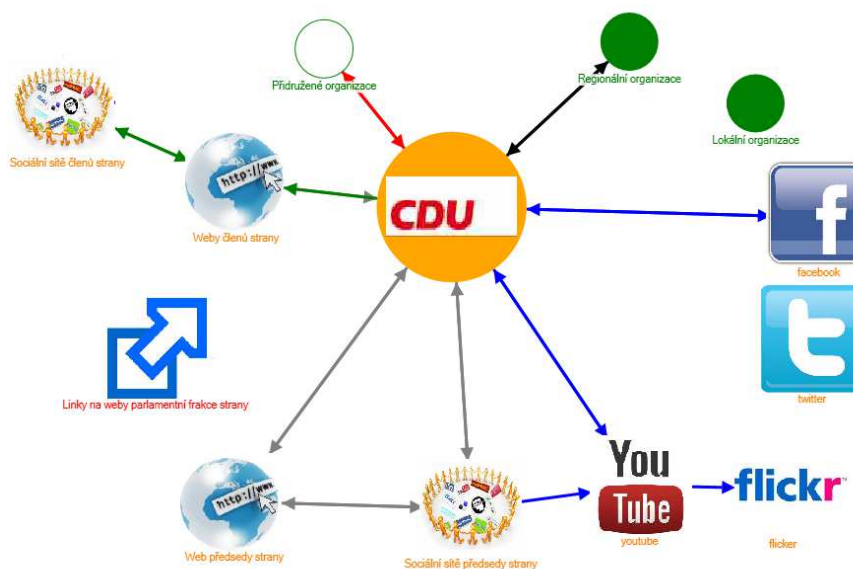 Přidružené organizace
Regionální organizace
Lokální organizace
Sociální sítě členů strany
http://www.
Weby členů strany
CDU
f
facebook
t
twitter
Linky na weby parlamentní frakce strany
http://www.
Web předsedy strany
Sociální sítě předsedy strany
You
Tube
youtube
flickr
flicker